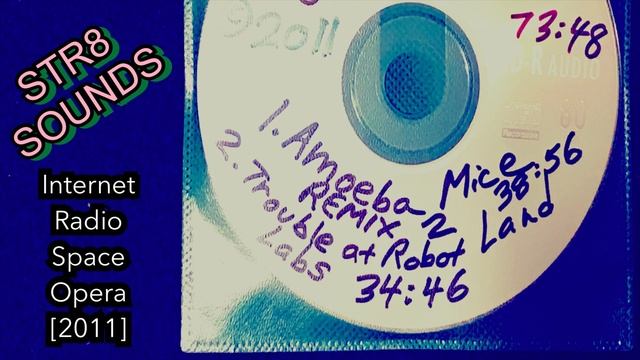 STR8
SOUNDS
Internet
Radio
Space
Opera
[2011]
92011
73:48
1. Amoeba Mice 38:56
REMIX 2
2. Trouble at Robot Land
Labs
34:46